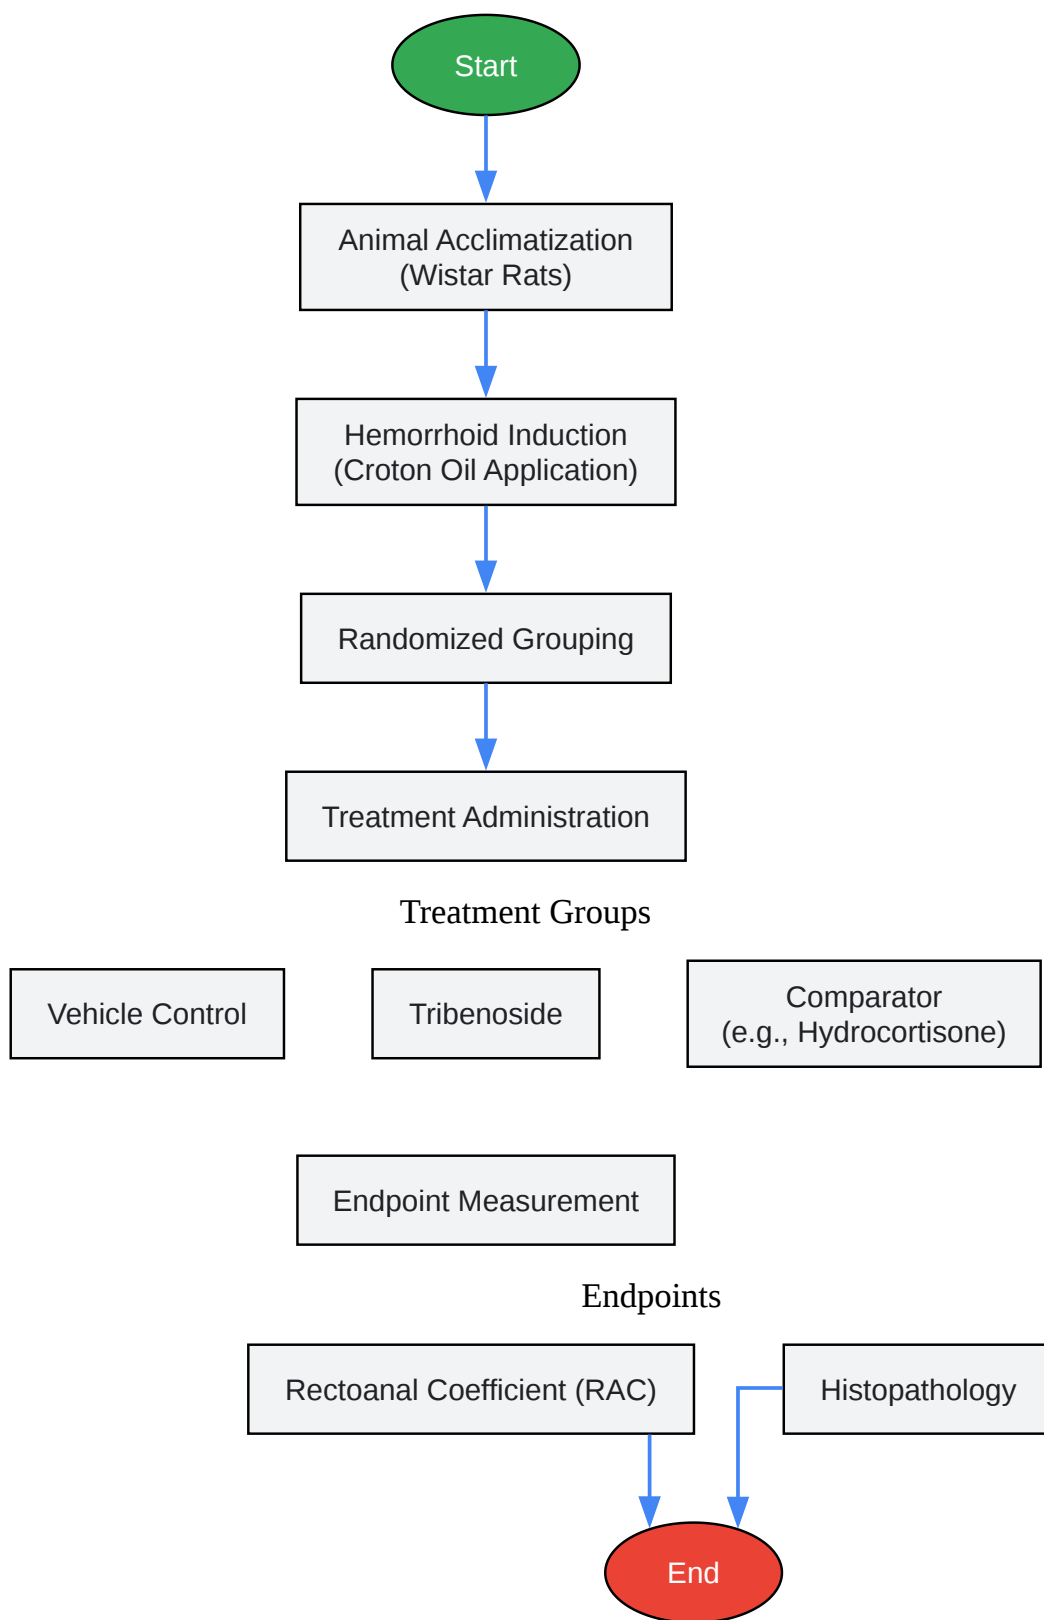 Start
Animal Acclimatization
(Wistar Rats)
Hemorrhoid Induction
(Croton Oil Application)
Randomized Grouping
Treatment Administration
Treatment Groups
Vehicle Control
Tribenoside
Comparator
(e.g., Hydrocortisone)
Endpoint Measurement
Endpoints
Rectoanal Coefficient (RAC)
Histopathology
End